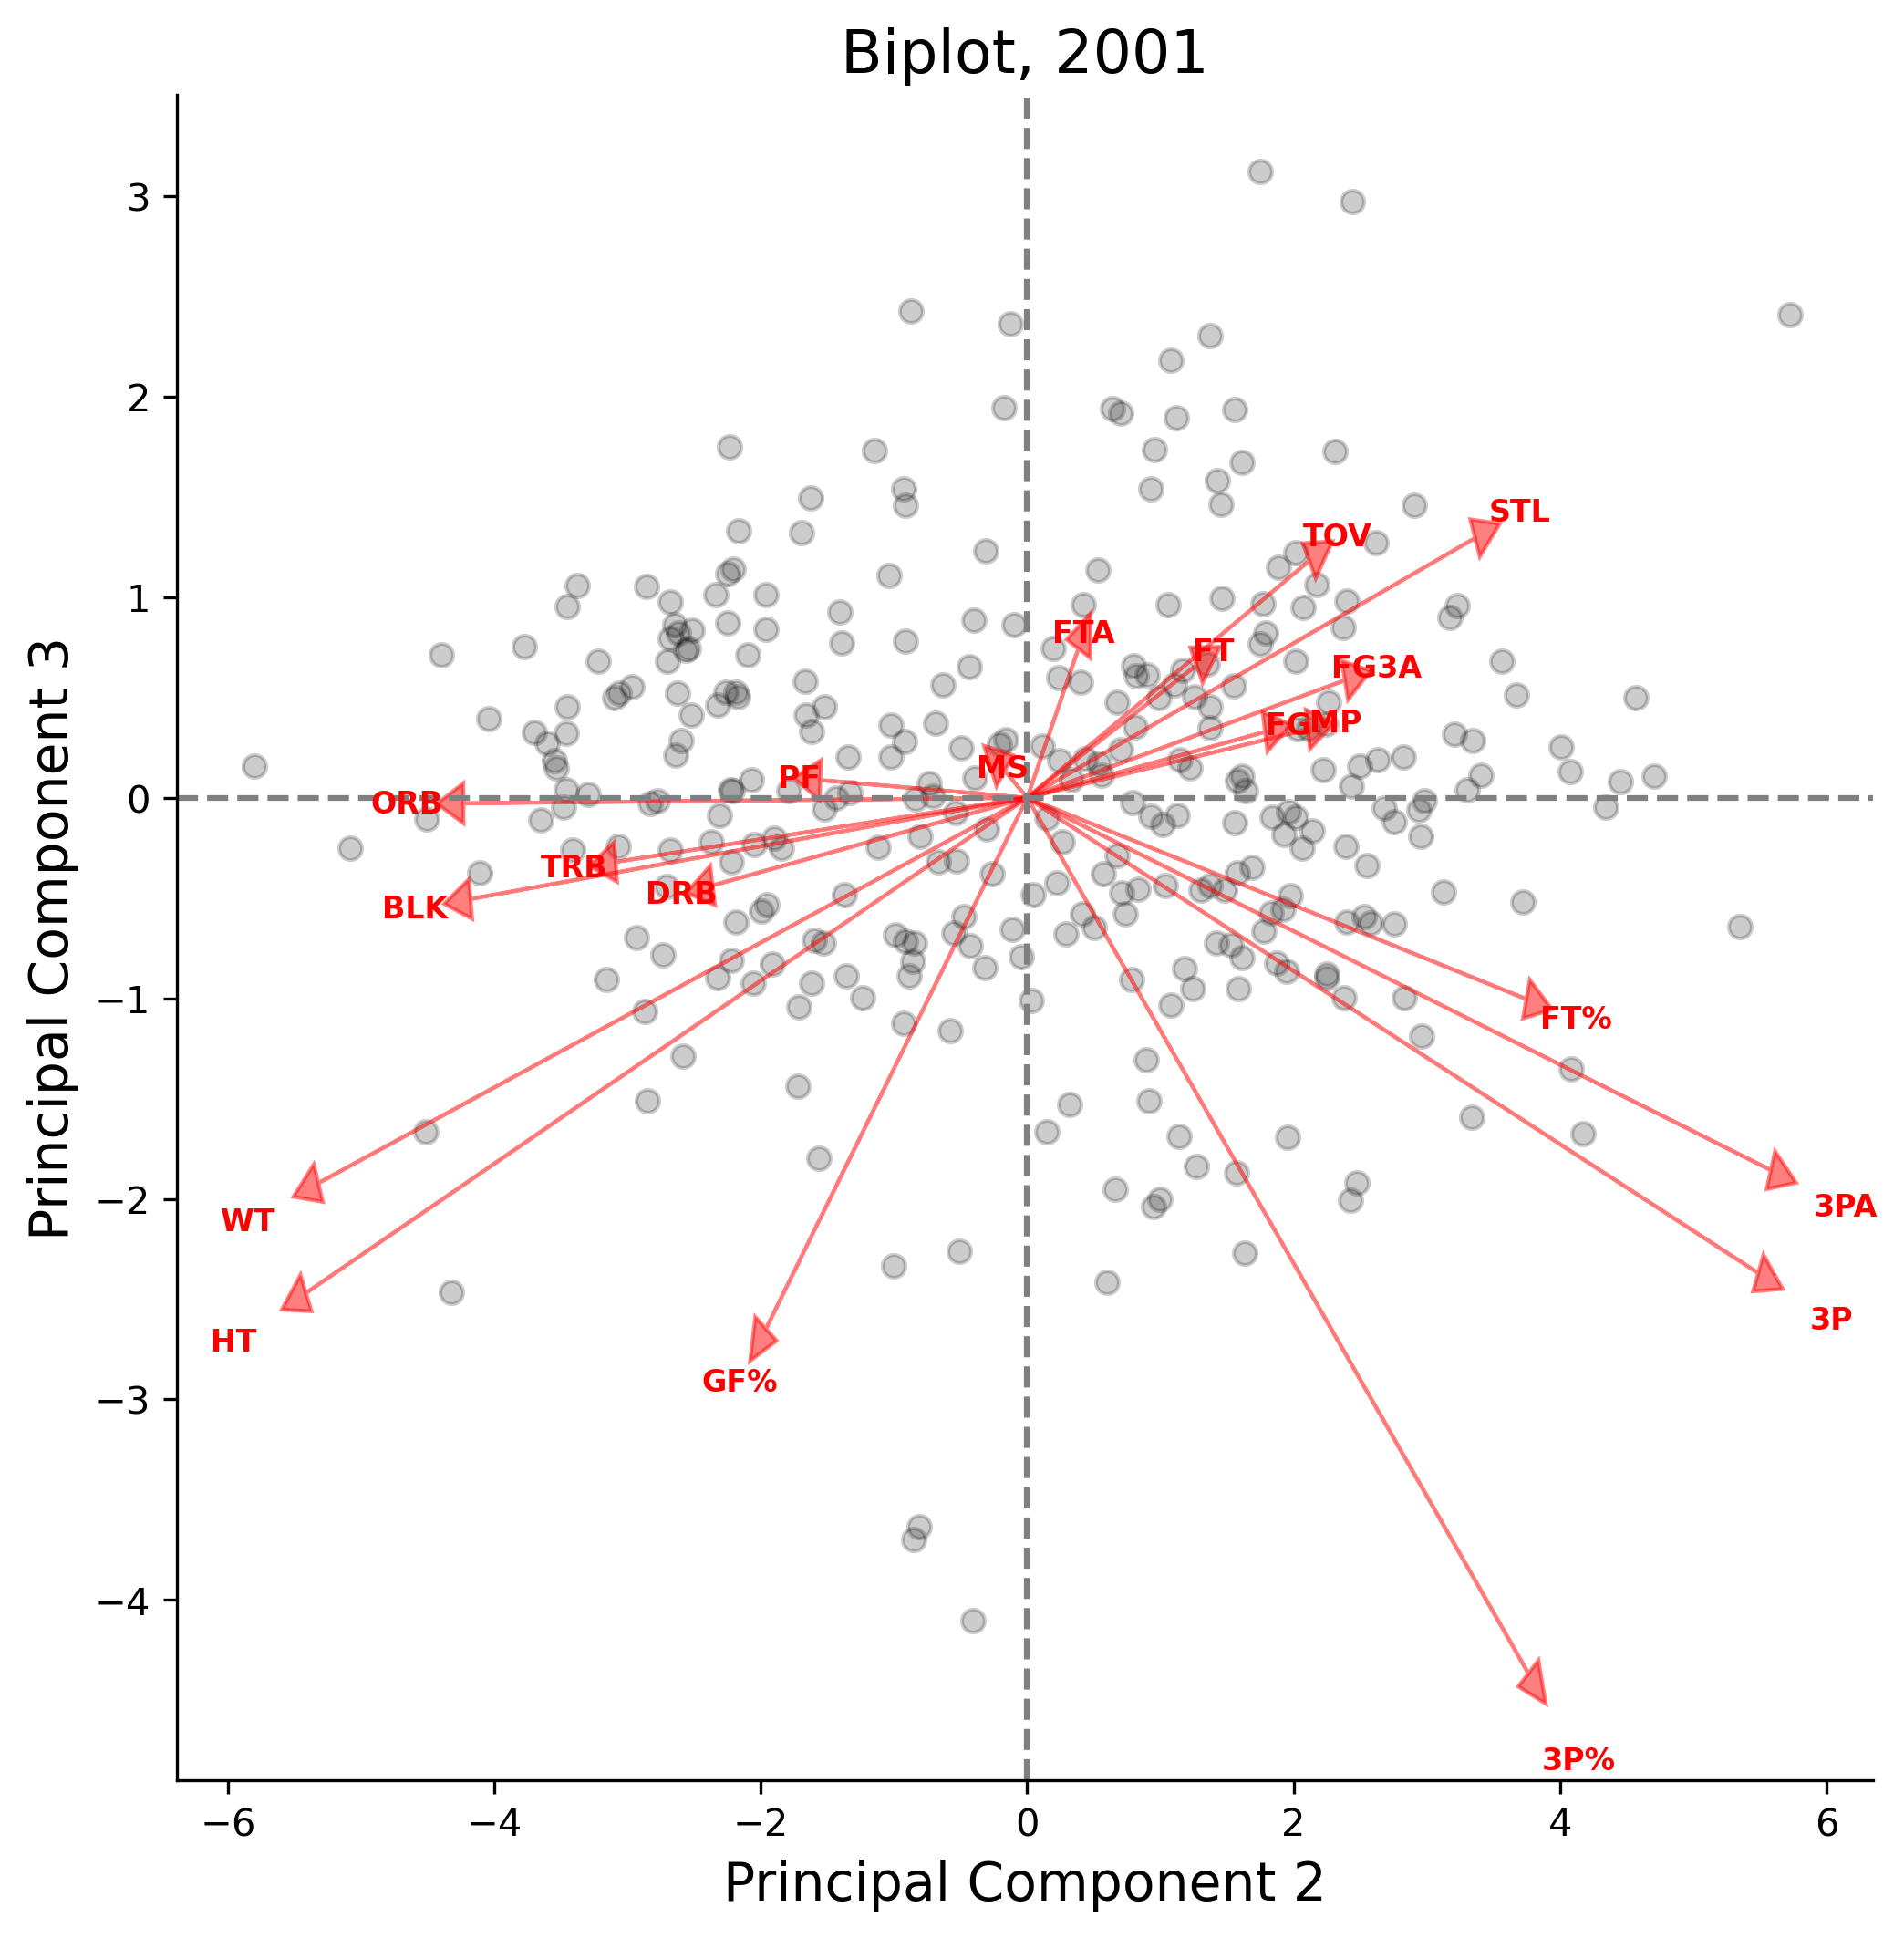 Biplot, 2001
Principal Component 3
3
2
1
0
−1
−2
−3
−4
STL
TOV
FTA
FT
FG3A
FG
MP
MS
PF
ORB
TRB
DRB
BLK
FT%
WT
3PA
HT
3P
GF%
3P%
−6
−4
−2
0
2
4
6
Principal Component 2